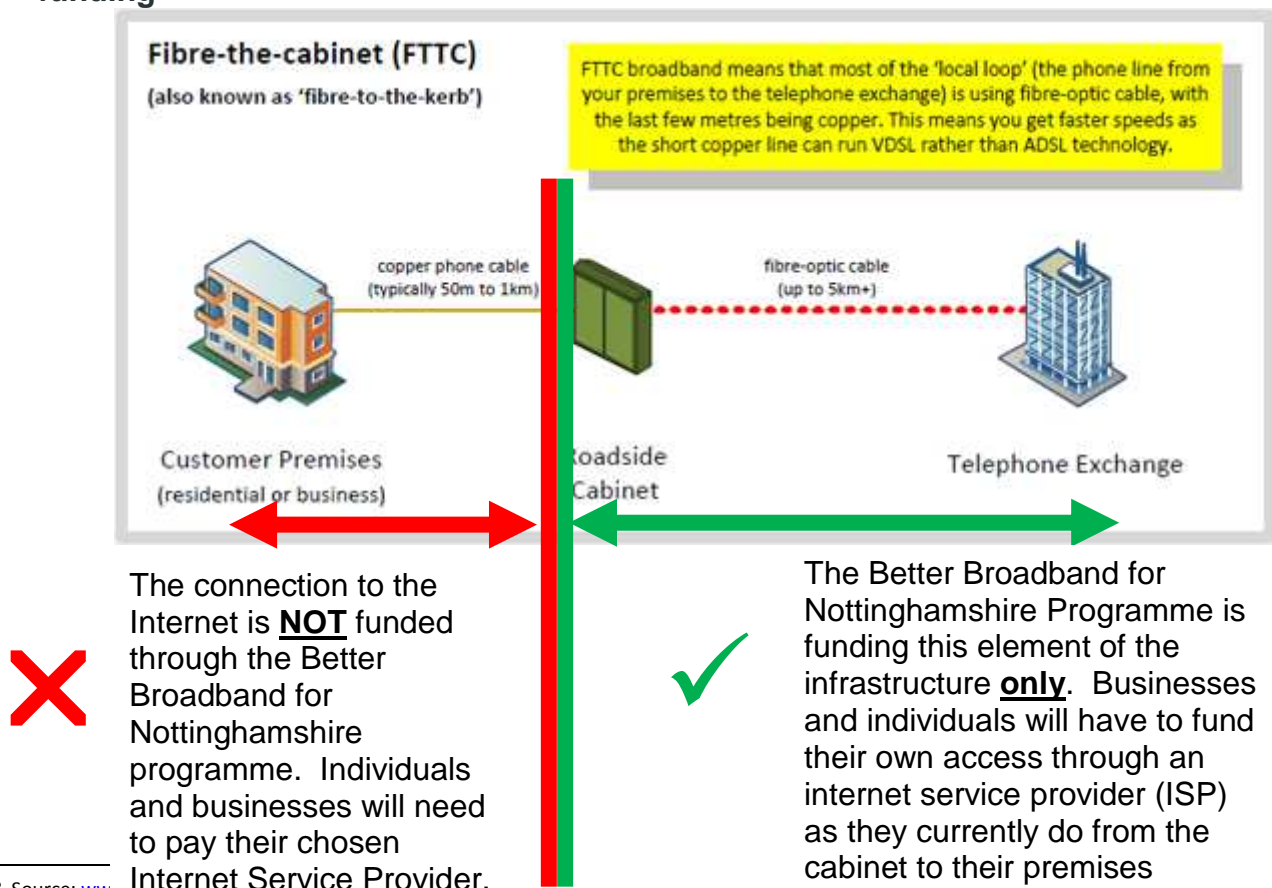 funding
Fibre-the-cabinet (FTTC)
(also known as 'fibre-to-the-kerb')
FTTC broadband means that most of the 'local loop' (the phone line from
your premises to the telephone exchange) is using fibre-optic cable, with
the last few metres being copper. This means you get faster speeds as
the short copper line can run VDSL rather than ADSL technology.
copper phone cable
(typically 50m to 1km)
fibre-optic cable
(up to 5km+)
Customer Premises
(residential or business)
oadside
Cabinet
Telephone Exchange
The connection to the
Internet is NOT funded
through the Better
Broadband for
Nottinghamshire
programme. Individuals
and businesses will need
to pay their chosen
Internet Service Provider.
The Better Broadband for
Nottinghamshire Programme is
funding this element of the
infrastructure only. Businesses
and individuals will have to fund
their own access through an
internet service provider (ISP)
as they currently do from the
cabinet to their premises
Source: ww